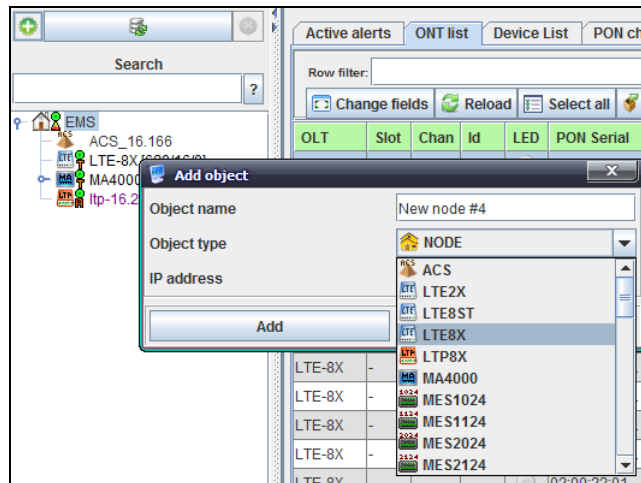 Active alerts ONT list Device List PON ch
Search
Row filter:
?
Change fields Reload Select all
EMS
OLT Slot Chan Id LED PON Serial
ACS_16.166
LTE-8X
MA4000
ltp-16.2
Add object
X
Object name New node #4
Object type NODE
IP address
ACS
LTE2X
LTE8ST
LTE8X
LTP8X
MA4000
MES1024
MES1124
MES2024
MES2124
Add
LTE-8X -
LTE-8X -
LTE-8X -
LTE-8X -
LTE-8X